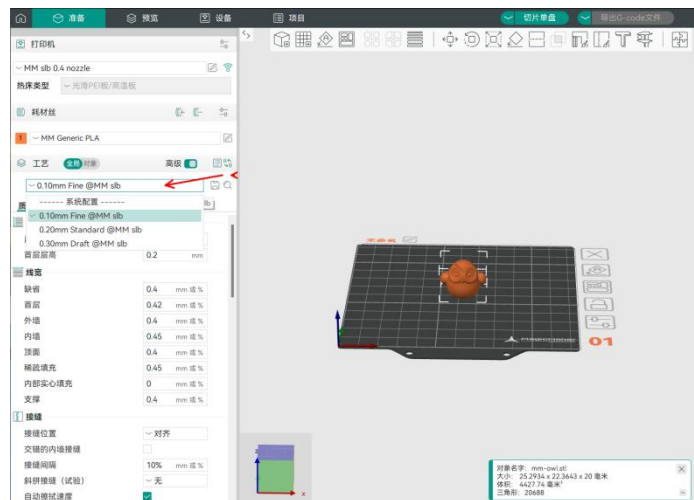 准备
预览
设备
项目
切片单盘
导出G-code文件
打印机
MM slb 0.4 nozzle
热床类型
光滑PEI板/高温板
耗材丝
1
MM Generic PLA
工艺
全局
对象
高级
0.10mm Fine @MM slb
------ 系统配置 ------
0.10mm Fine @MM slb
0.20mm Standard @MM slb
0.30mm Draft @MM slb
首层层高 0.2 mm
线宽
缺省 0.4 mm 或 %
首层 0.42 mm 或 %
外墙 0.4 mm 或 %
内墙 0.45 mm 或 %
顶面 0.4 mm 或 %
稀疏填充 0.45 mm 或 %
内部实心填充 0 mm 或 %
支撑 0.4 mm 或 %
接缝
接缝位置 对齐
交错的内墙接缝
接缝间隔 10% mm 或 %
斜拼接缝（试验） 无
自动擦拭速度
未命名
01
x
对象名字: mm-owl.stl
大小: 25.2934 x 22.3643 x 20 毫米
体积: 4427.74 毫米³
三角形: 20688